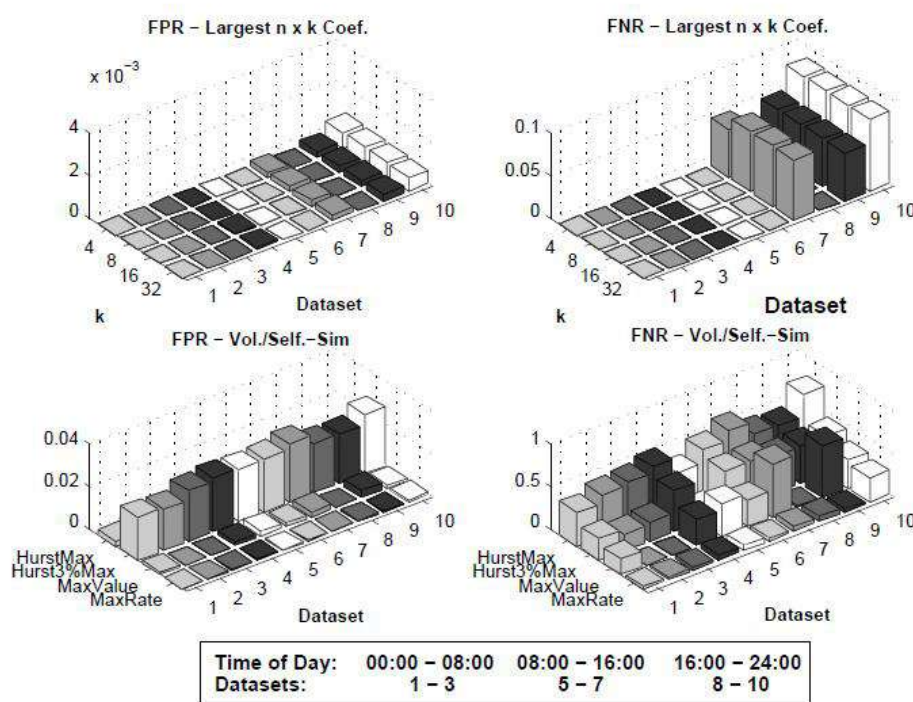 FPR – Largest n x k Coef.
x 10⁻³
4
2
0
4
8
16
32
k
1
2
3
4
5
6
7
8
9
10
Dataset
FNR – Largest n x k Coef.
0.1
0.05
0
4
8
16
32
k
1
2
3
4
5
6
7
8
9
10
Dataset
FPR – Vol./Self.–Sim
0.04
0.02
0
HurstMax
Hurst3%Max
MaxValue
MaxRate
1
2
3
4
5
6
7
8
9
10
Dataset
FNR – Vol./Self.–Sim
1
0.5
0
HurstMax
Hurst3%Max
MaxValue
MaxRate
1
2
3
4
5
6
7
8
9
10
Dataset
Time of Day: 00:00 – 08:00 08:00 – 16:00 16:00 – 24:00
Datasets: 1 – 3 5 – 7 8 – 10